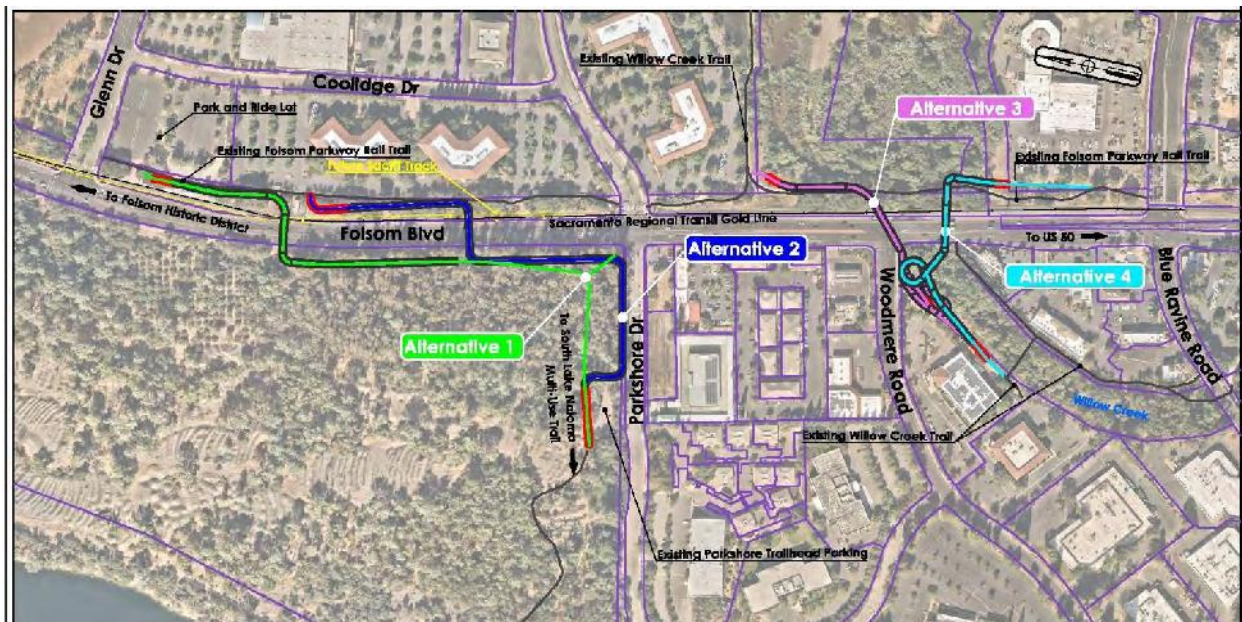 Glenn Dr
Coolidge Dr
Existing Willow Creek Trail
Park and Ride Lot
Alternative 3
Existing Folsom Parkway Rail Trail
Existing Folsom Parkway Rail Trail
Track
To Folsom Historic District
Folsom Blvd
Sacramento Regional Transit Gold Line
To US 50
Alternative 2
Alternative 4
Blue Ravine Road
Woodmere Road
Parkshore Dr
Alternative 1
To South Lake Natoma
Multi-Use Trail
Willow Creek
Existing Willow Creek Trail
Existing Parkshore Trailhead Parking